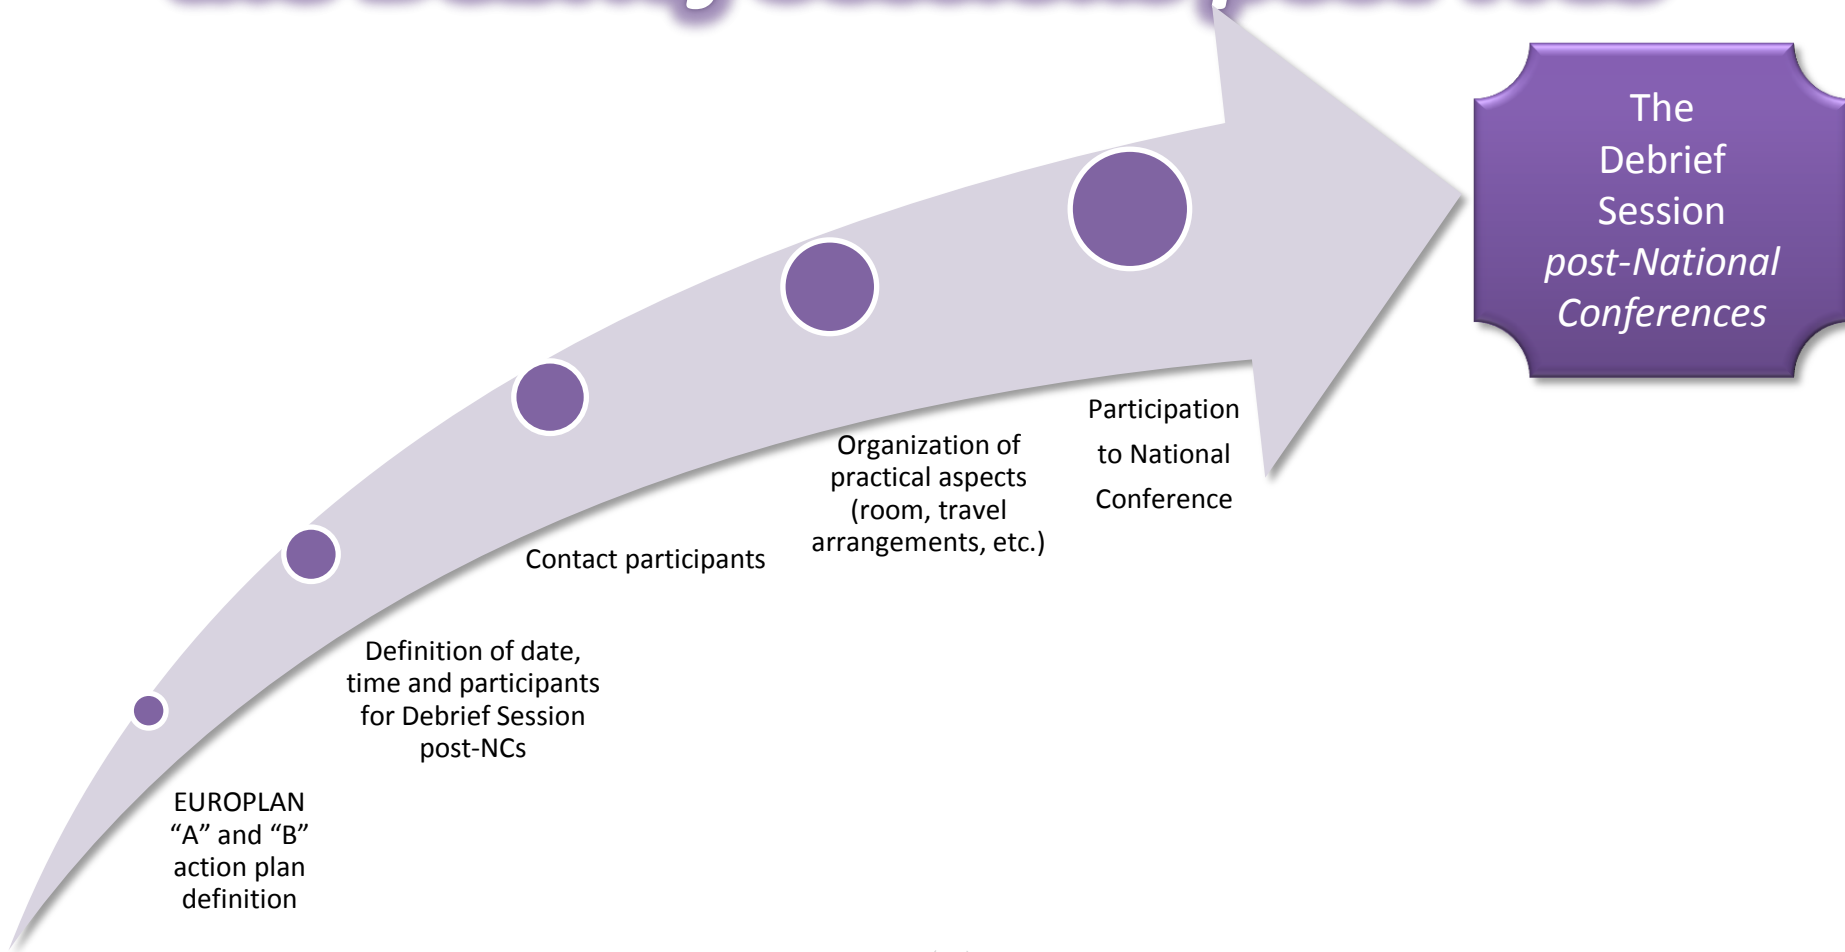 The
Debrief
Session
post-National
Conferences
Participation
to National
Conference
Organization of
practical aspects
(room, travel
arrangements, etc.)
Contact participants
Definition of date,
time and participants
for Debrief Session
post-NCs
EUROPLAN
“A” and “B”
action plan
definition